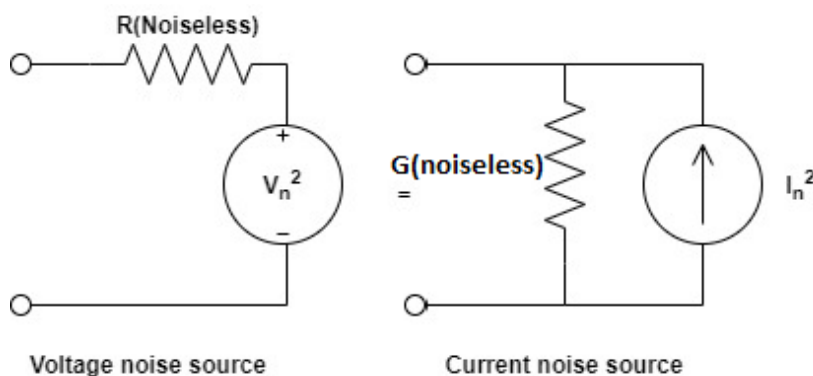 R(Noiseless)
+
Vn²
−
Voltage noise source
G(noiseless)
=
In²
Current noise source